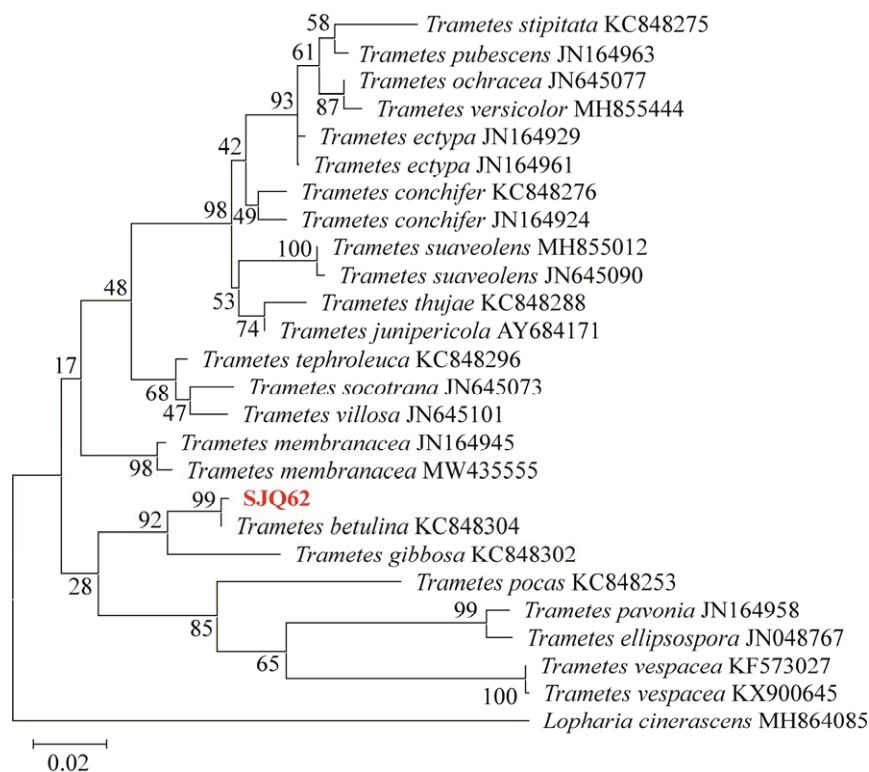 58
Trametes stipitata KC848275
61
Trametes pubescens JN164963
Trametes ochracea JN645077
93
87
Trametes versicolor MH855444
Trametes ectypa JN164929
42
Trametes ectypa JN164961
Trametes conchifer KC848276
98
49
Trametes conchifer JN164924
100
Trametes suaveolens MH855012
Trametes suaveolens JN645090
48
53
Trametes thujae KC848288
74
Trametes junipericola AY684171
17
Trametes tephroleuca KC848296
68
Trametes socotrana JN645073
47
Trametes villosa JN645101
Trametes membranacea JN164945
98
Trametes membranacea MW435555
99
SJQ62
92
Trametes betulina KC848304
Trametes gibbosa KC848302
28
Trametes pocas KC848253
99
Trametes pavonia JN164958
85
Trametes ellipsospora JN048767
65
Trametes vespacea KF573027
100
Trametes vespacea KX900645
Lopharia cinerascens MH864085
0.02